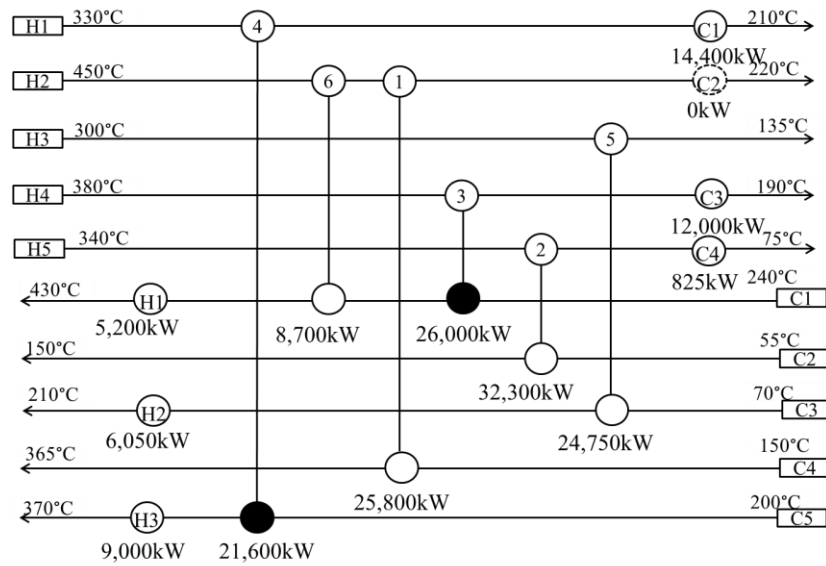 H1 330°C 4 C1 210°C
14,400kW
H2 450°C 6 1 C2 220°C
0kW
H3 300°C 5 135°C
H4 380°C 3 C3 190°C
12,000kW
H5 340°C 2 C4 75°C
825kW
430°C H1 240°C C1
5,200kW 8,700kW 26,000kW
150°C 55°C C2
32,300kW
210°C H2 70°C C3
6,050kW 24,750kW
365°C 150°C C4
25,800kW
370°C H3 200°C C5
9,000kW 21,600kW